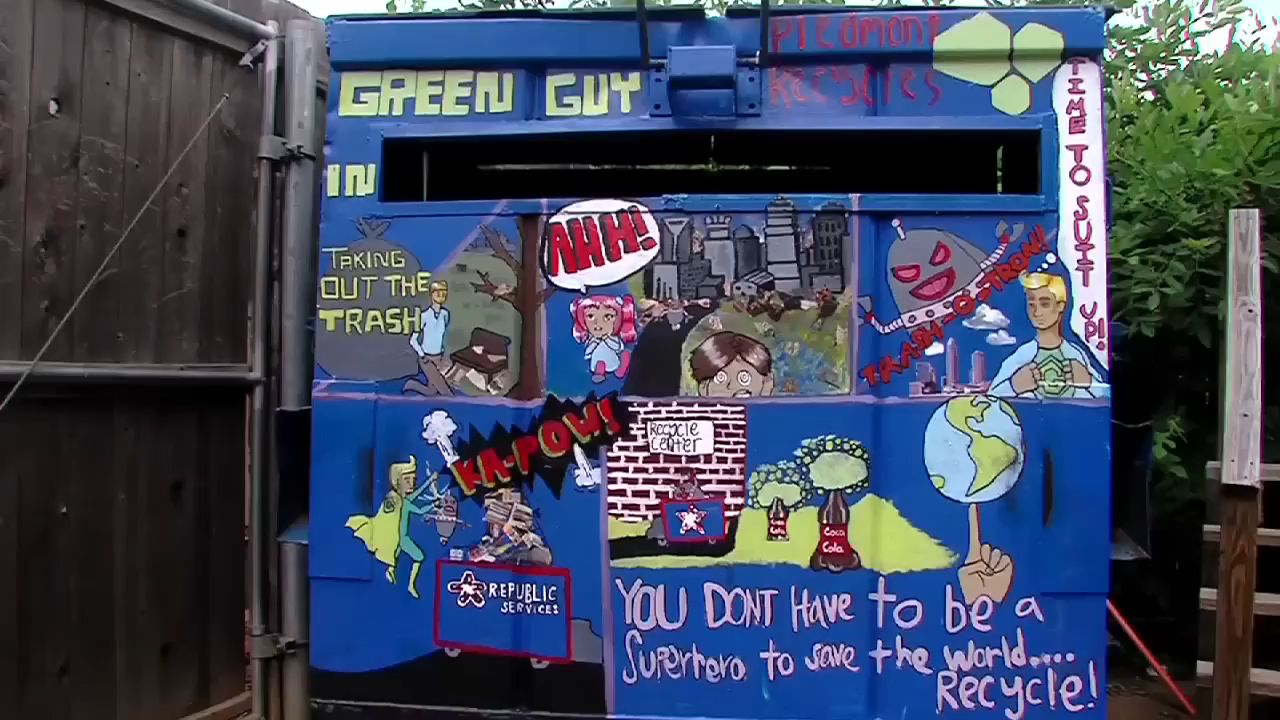 GREEN GUY
Piedmont
Recycles
IN
TAKING
OUT THE
TRASH
AHH!
TRASH-O-STRON!!
TIME TO SUIT UP!
KA-POW!
Recycle
center
REPUBLIC
SERVICES
Coca
Cola
Coca
Cola
YOU DONT Have to be a
Superhero to save the World....
Recycle!